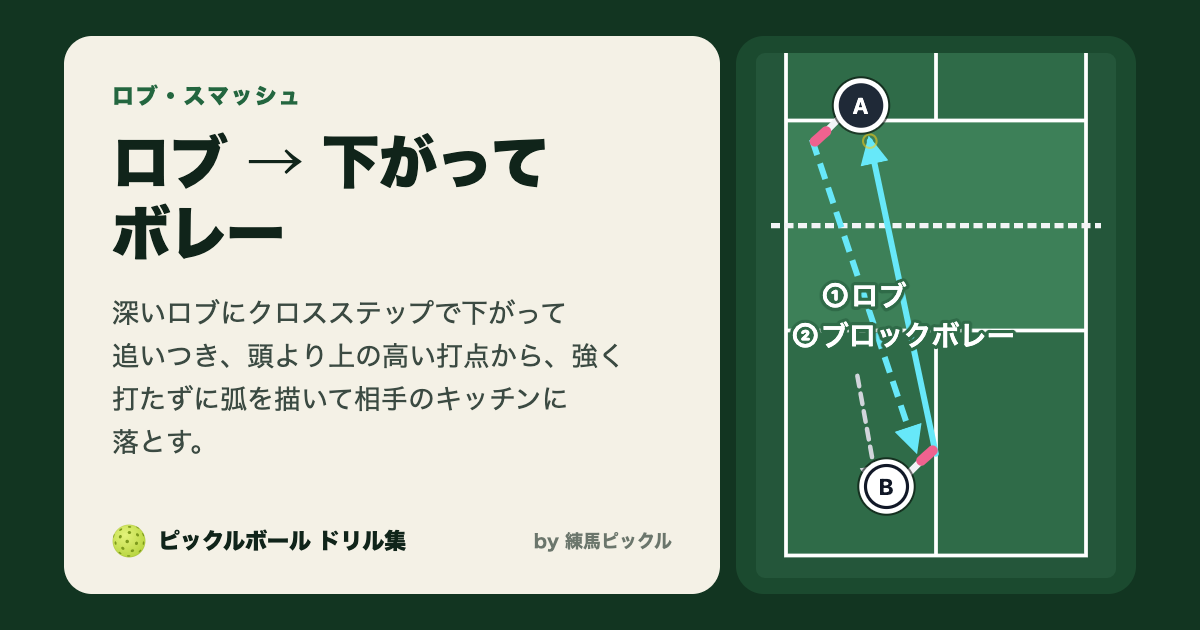 ロブ・スマッシュ
ロブ → 下がって
ボレー
深いロブにクロスステップで下がって
追いつき、頭より上の高い打点から、強く
打たずに弧を描いて相手のキッチンに
落とす。
ピックルボール ドリル集
by 練馬ピックル
A
①ロブ
②ブロックボレー
B